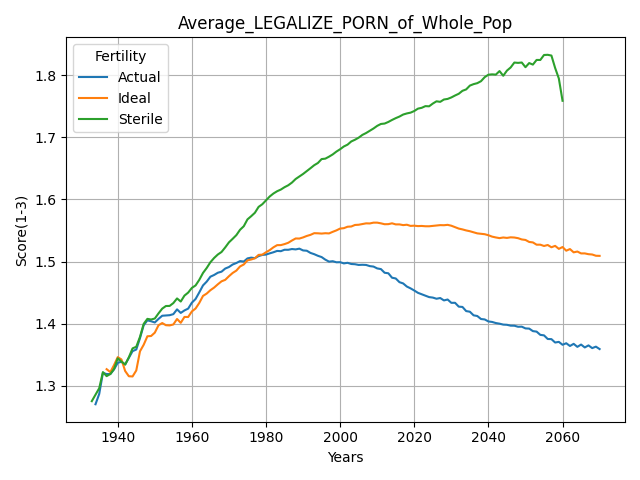 Average_LEGALIZE_PORN_of_Whole_Pop
Fertility
Actual
Ideal
Sterile
Score(1-3)
1.8
1.7
1.6
1.5
1.4
1.3
1940 1960 1980 2000 2020 2040 2060
Years